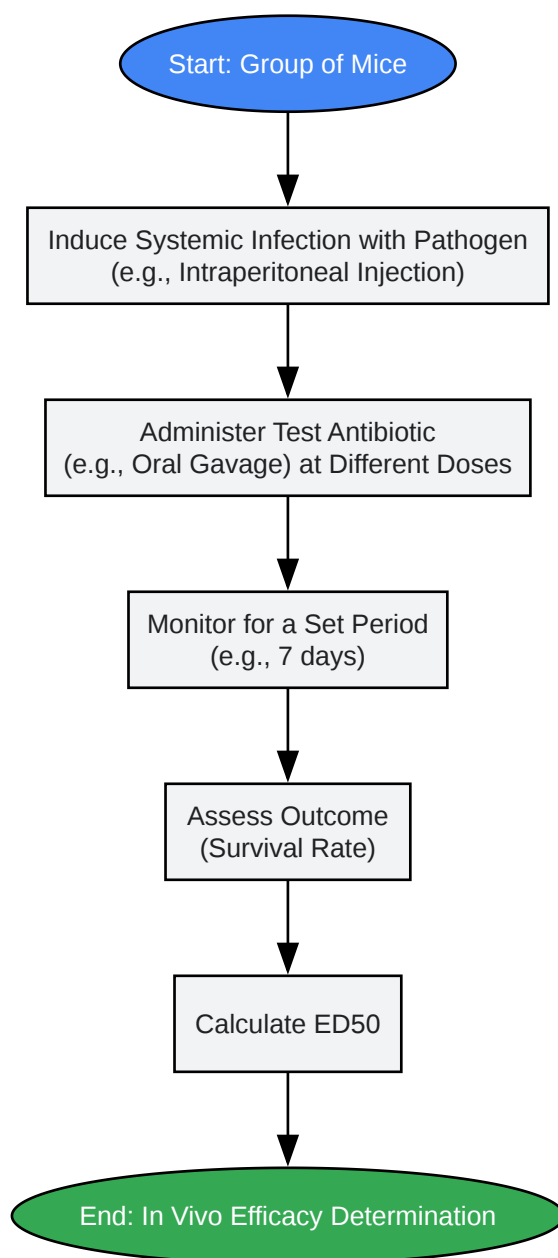 Start: Group of Mice
Induce Systemic Infection with Pathogen
(e.g., Intraperitoneal Injection)
Administer Test Antibiotic
(e.g., Oral Gavage) at Different Doses
Monitor for a Set Period
(e.g., 7 days)
Assess Outcome
(Survival Rate)
Calculate ED50
End: In Vivo Efficacy Determination